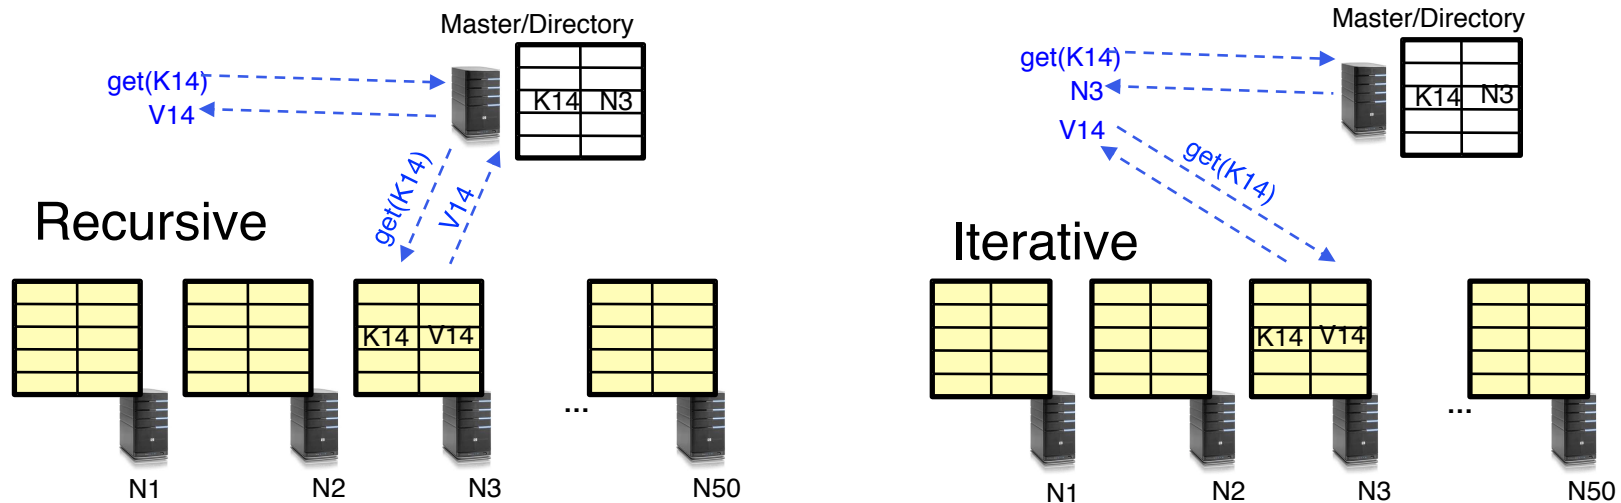 Master/Directory
get(K14)
V14
K14 N3
get(K14)
V14
Recursive
K14 V14
...
N1 N2 N3 N50
Master/Directory
get(K14)
N3
V14
K14 N3
get(K14)
Iterative
K14 V14
...
N1 N2 N3 N50